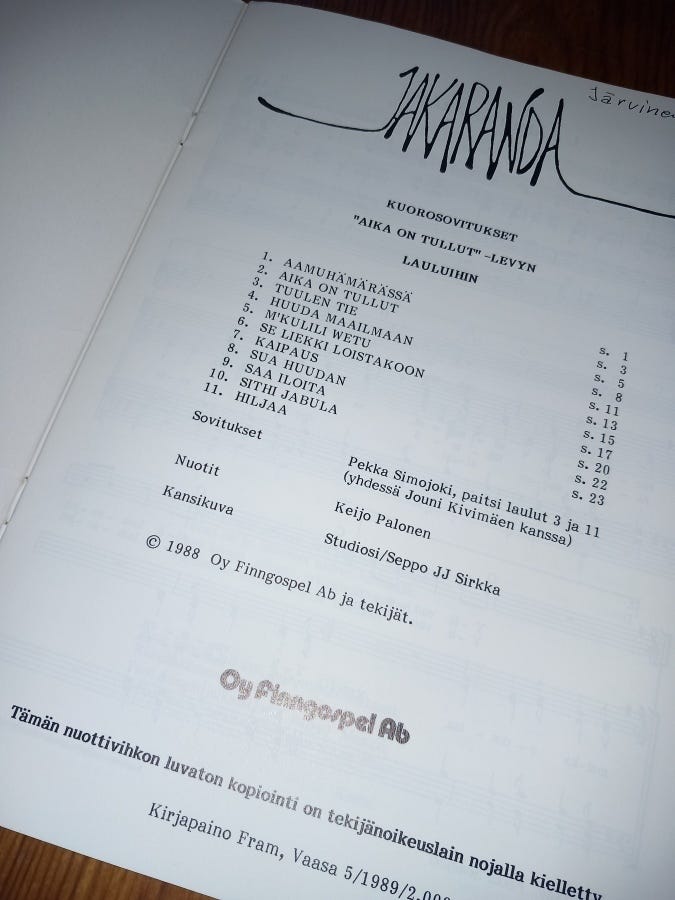 JAKARANDA
KUOROSOVITUKSET
"AIKA ON TULLUT" -LEVYN
LAULUIHIN
1. AAMUHÄMÄRÄSSÄ s. 1
2. AIKA ON TULLUT s. 3
3. TUULEN TIE s. 5
4. HUUDA MAAILMAAN s. 8
5. M'KULILI WETU s. 11
6. SE LIEKKI LOISTAKOON s. 13
7. KAIPAUS s. 15
8. SUA HUUDAN s. 17
9. SAA ILOITA s. 20
10. SITHI JABULA s. 22
11. HILJAA s. 23
Sovitukset Pekka Simojoki, paitsi laulut 3 ja 11
(yhdessä Jouni Kivimäen kanssa)
Nuotit Keijo Palonen
Kansikuva Studiosi/Seppo JJ Sirkka
© 1988 Oy Finngospel Ab ja tekijät.
Oy Finngospel Ab
Tämän nuottivihkon luvaton kopiointi on tekijänoikeuslain nojalla kielletty
Kirjapaino Fram, Vaasa 5/1989/2.000